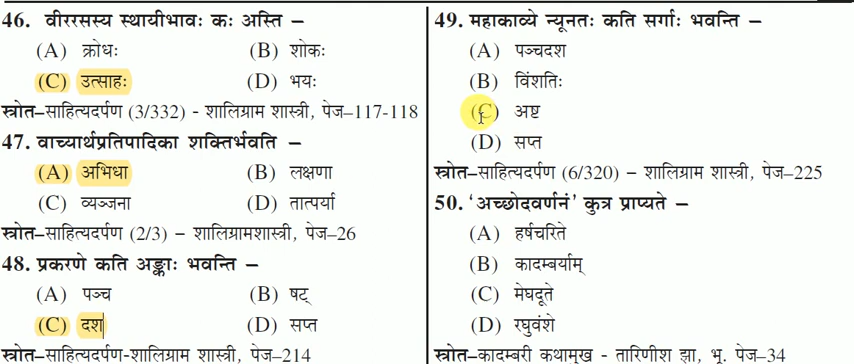 46. वीररसस्य स्थायीभावः कः अस्ति –
(A) क्रोधः (B) शोकः
(C) उत्साहः (D) भयः
स्त्रोत–साहित्यदर्पण (3/332) - शालिग्राम शास्त्री, पेज–117-118
47. वाच्यार्थप्रतिपादिका शक्तिर्भवति –
(A) अभिधा (B) लक्षणा
(C) व्यञ्जना (D) तात्पर्या
स्त्रोत–साहित्यदर्पण (2/3) – शालिग्रामशास्त्री, पेज–26
48. प्रकरणे कति अङ्काः भवन्ति –
(A) पञ्च (B) षट्
(C) दश (D) सप्त
स्त्रोत–साहित्यदर्पण-शालिग्राम शास्त्री, पेज–214
49. महाकाव्ये न्यूनतः कति सर्गाः भवन्ति –
(A) पञ्चदश
(B) विंशतिः
(C) अष्ट
(D) सप्त
स्त्रोत–साहित्यदर्पण (6/320) – शालिग्राम शास्त्री, पेज–225
50. ‘अच्छोदवर्णनं’ कुत्र प्राप्यते –
(A) हर्षचरिते
(B) कादम्बर्याम्
(C) मेघदूते
(D) रघुवंशे
स्त्रोत–कादम्बरी कथामुख - तारिणीश झा, भू. पेज–34